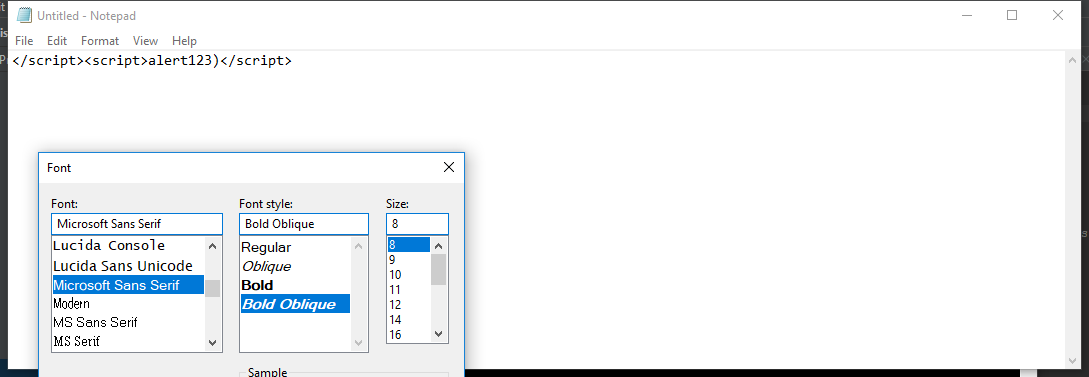 Untitled - Notepad
File Edit Format View Help
</script><script>alert123)</script>
Font
Font: Font style: Size:
Microsoft Sans Serif Bold Oblique 8
Lucida Console
Lucida Sans Unicode
Microsoft Sans Serif
Modern
MS Sans Serif
MS Serif
Regular
Oblique
Bold
Bold Oblique
8
9
10
11
12
14
16
Sample